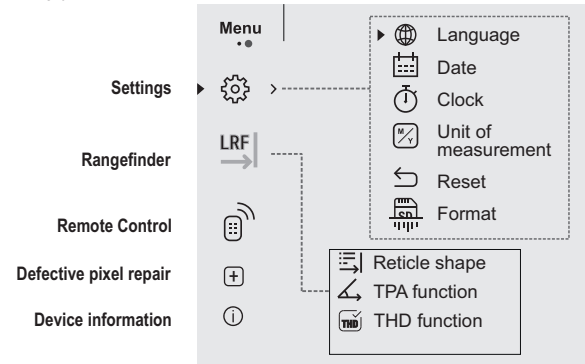 Menu
Settings
Rangefinder
Remote Control
Defective pixel repair
Device information
LRF
Language
Date
Clock
M/Y
Unit of
measurement
Reset
SD
Format
Reticle shape
TPA function
THD
THD function